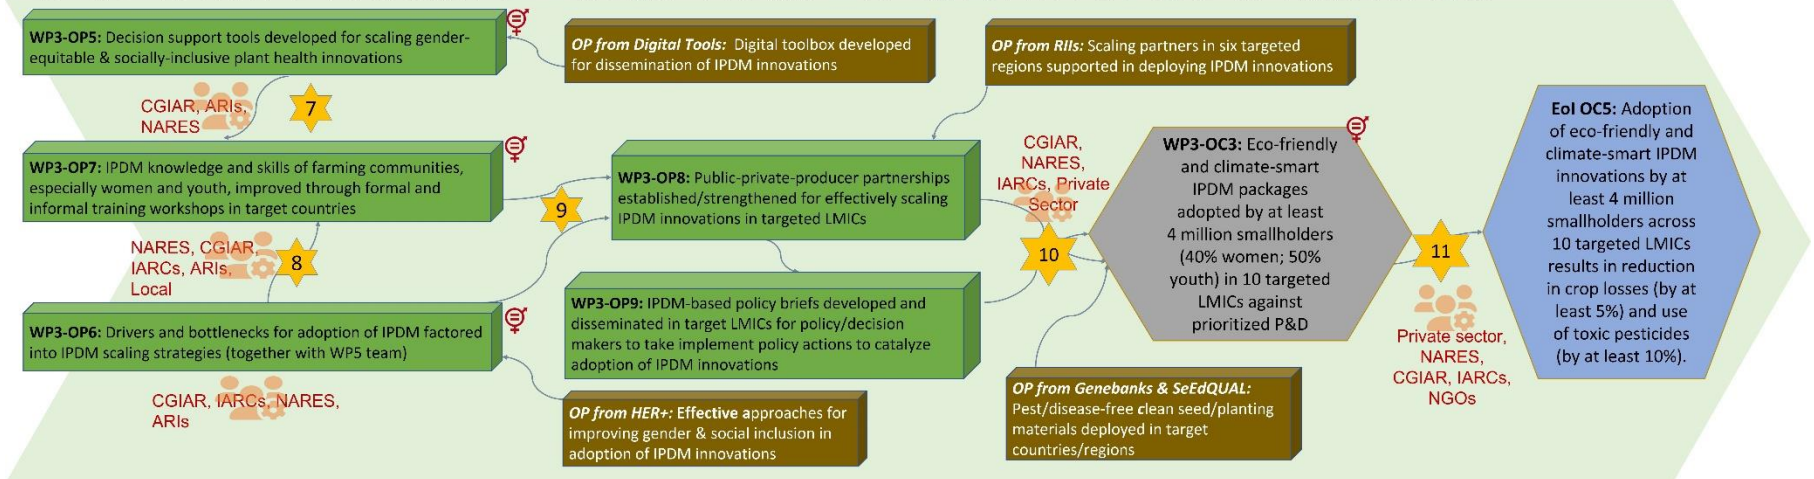 WP3-OP5: Decision support tools developed for scaling gender-
equitable & socially-inclusive plant health innovations
OP from Digital Tools: Digital toolbox developed
for dissemination of IPDM innovations
OP from RIIs: Scaling partners in six targeted
regions supported in deploying IPDM innovations
CGIAR, ARIs,
NARES
7
WP3-OP7: IPDM knowledge and skills of farming communities,
especially women and youth, improved through formal and
informal training workshops in target countries
9
WP3-OP8: Public-private-producer partnerships
established/strengthened for effectively scaling
IPDM innovations in targeted LMICs
CGIAR,
NARES,
IARCs, Private
Sector
10
WP3-OC3: Eco-friendly
and climate-smart
IPDM packages
adopted by at least
4 million smallholders
(40% women; 50%
youth) in 10 targeted
LMICs against
prioritized P&D
11
EoI OC5: Adoption
of eco-friendly and
climate-smart IPDM
innovations by at
least 4 million
smallholders across
10 targeted LMICs
results in reduction
in crop losses (by at
least 5%) and use
of toxic pesticides
(by at least 10%).
NARES, CGIAR,
IARCs, ARIs,
Local
8
WP3-OP9: IPDM-based policy briefs developed and
disseminated in target LMICs for policy/decision
makers to take implement policy actions to catalyze
adoption of IPDM innovations
WP3-OP6: Drivers and bottlenecks for adoption of IPDM factored
into IPDM scaling strategies (together with WP5 team)
Private sector,
NARES,
CGIAR, IARCs,
NGOs
CGIAR, IARCs, NARES,
ARIs
OP from HER+: Effective approaches for
improving gender & social inclusion in
adoption of IPDM innovations
OP from Genebanks & SeEdQUAL:
Pest/disease-free clean seed/planting
materials deployed in target
countries/regions